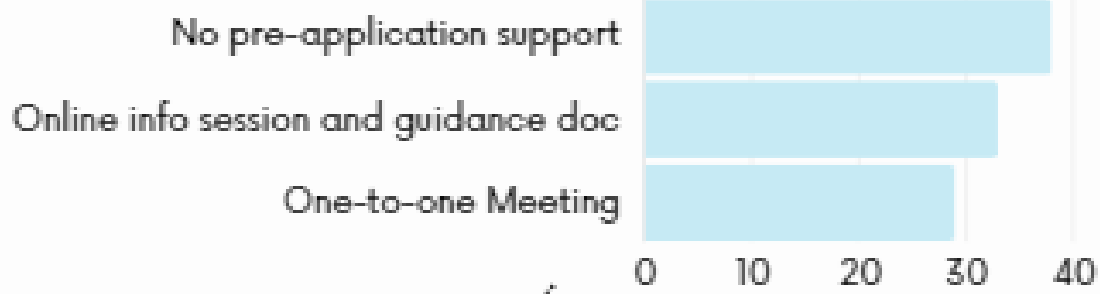 No pre-application support
Online info session and guidance doc
One-to-one Meeting
0 10 20 30 40